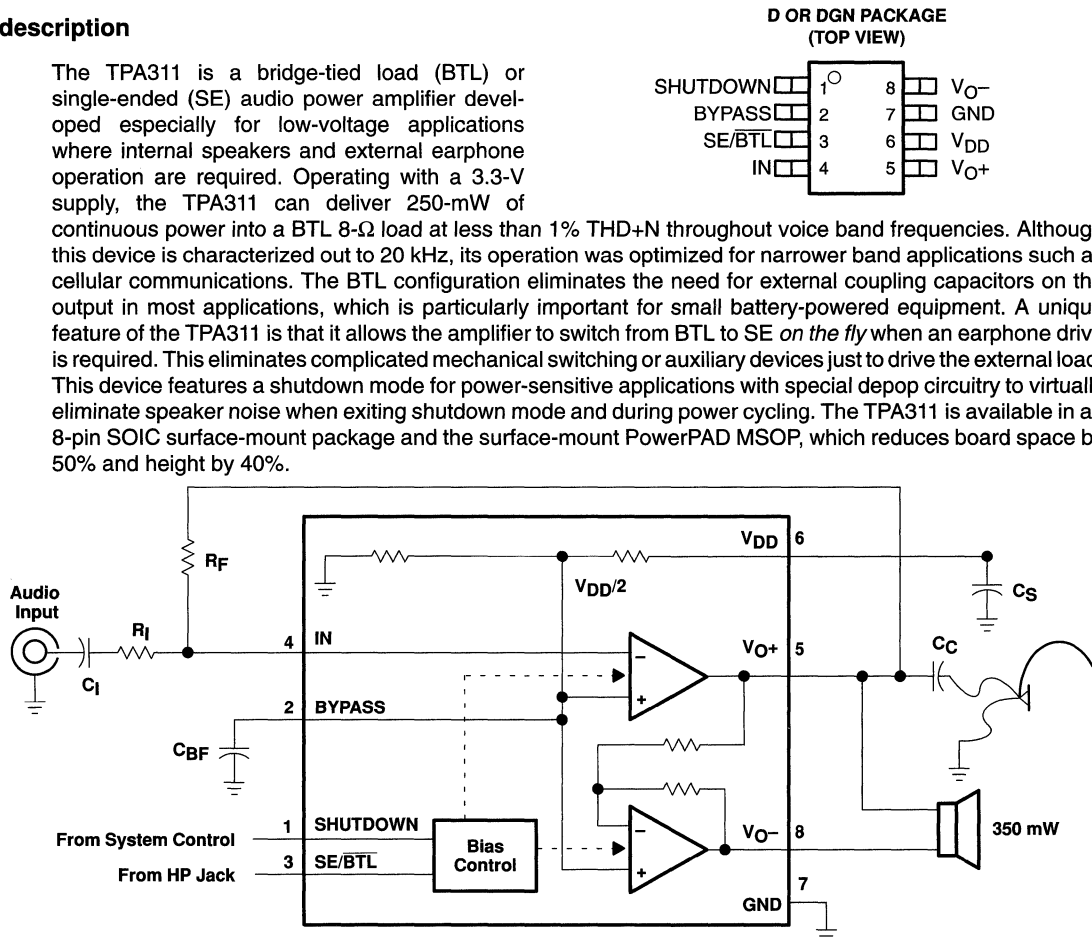 description
D OR DGN PACKAGE
(TOP VIEW)
SHUTDOWN 1 8 VO−
BYPASS 2 7 GND
SE/BTL 3 6 VDD
IN 4 5 VO+
The TPA311 is a bridge-tied load (BTL) or
single-ended (SE) audio power amplifier devel-
oped especially for low-voltage applications
where internal speakers and external earphone
operation are required. Operating with a 3.3-V
supply, the TPA311 can deliver 250-mW of
continuous power into a BTL 8-Ω load at less than 1% THD+N throughout voice band frequencies. Althoug
this device is characterized out to 20 kHz, its operation was optimized for narrower band applications such a
cellular communications. The BTL configuration eliminates the need for external coupling capacitors on th
output in most applications, which is particularly important for small battery-powered equipment. A uniqu
feature of the TPA311 is that it allows the amplifier to switch from BTL to SE on the fly when an earphone driv
is required. This eliminates complicated mechanical switching or auxiliary devices just to drive the external load
This device features a shutdown mode for power-sensitive applications with special depop circuitry to virtuall
eliminate speaker noise when exiting shutdown mode and during power cycling. The TPA311 is available in a
8-pin SOIC surface-mount package and the surface-mount PowerPAD MSOP, which reduces board space b
50% and height by 40%.
VDD 6
RF
VDD/2
CS
Audio
Input
RI
CI
4 IN
VO+ 5
CC
2 BYPASS
CBF
1 SHUTDOWN
From System Control
3 SE/BTL
From HP Jack
Bias
Control
VO− 8
350 mW
7
GND
− +
− +